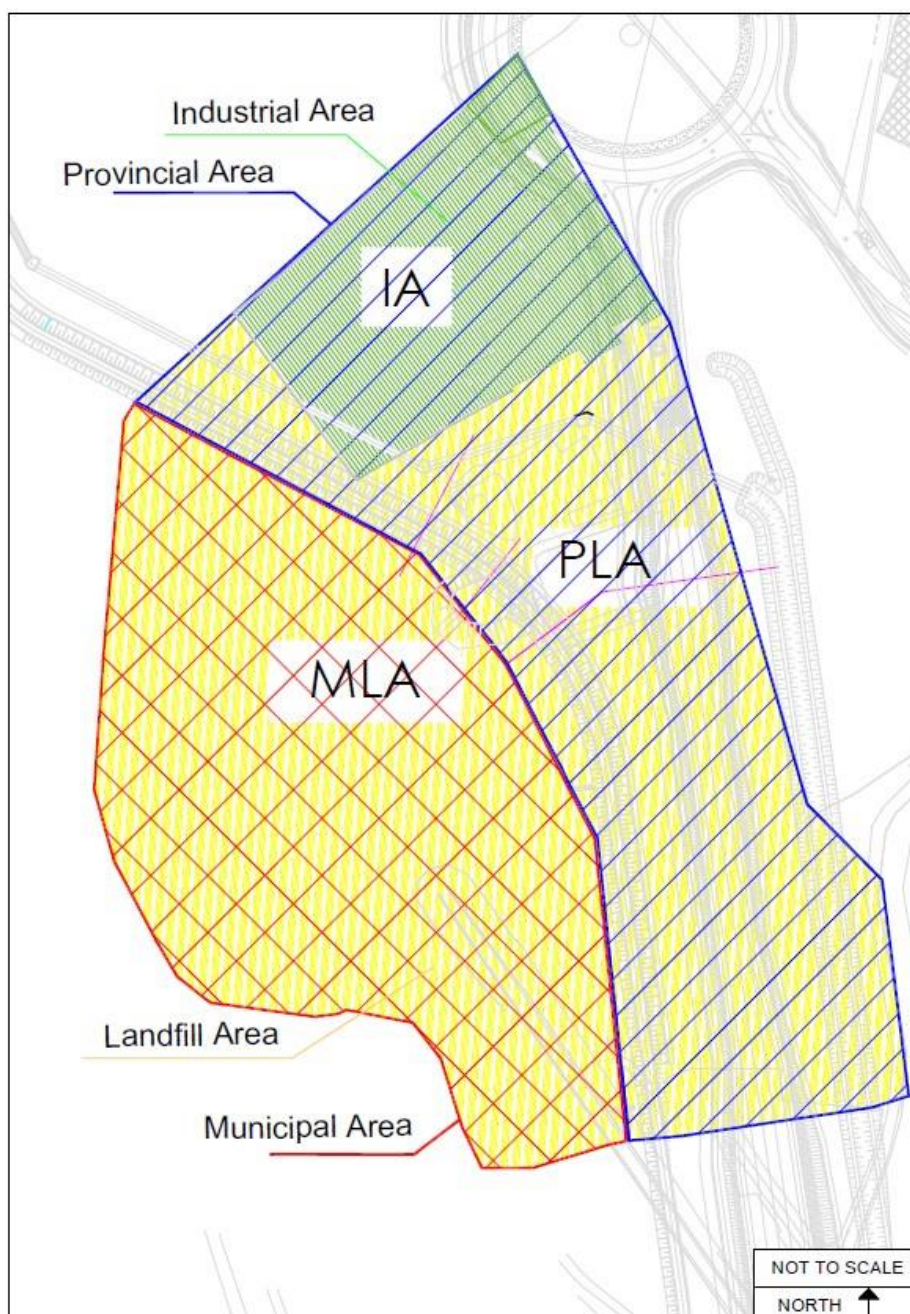 Industrial Area
Provincial Area
IA
PLA
MLA
Landfill Area
Municipal Area
NOT TO SCALE
NORTH